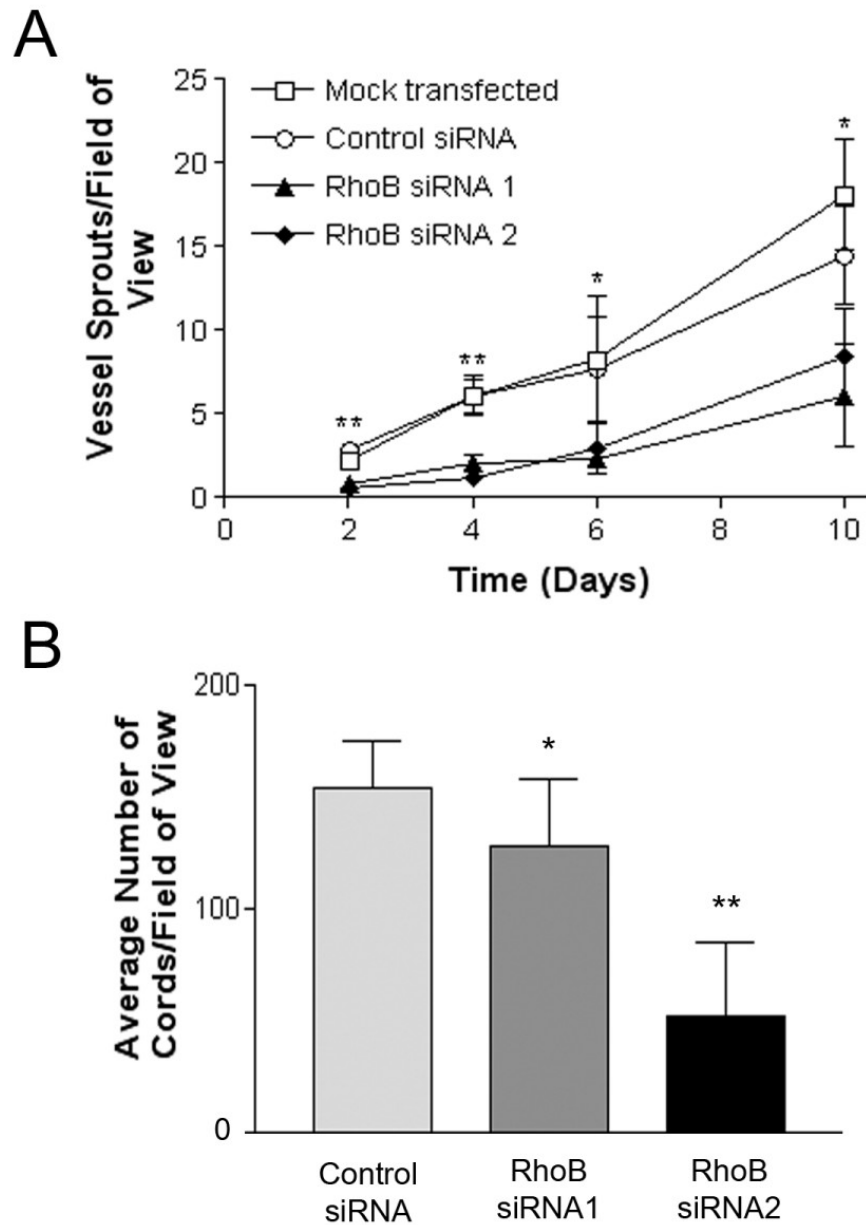 A
Vessel Sprouts/Field of
View
25
20
15
10
5
0
Mock transfected
Control siRNA
RhoB siRNA 1
RhoB siRNA 2
**
**
*
*
0
2
4
6
8
10
Time (Days)
B
Average Number of
Cords/Field of View
200
100
0
*
**
Control
siRNA
RhoB
siRNA1
RhoB
siRNA2